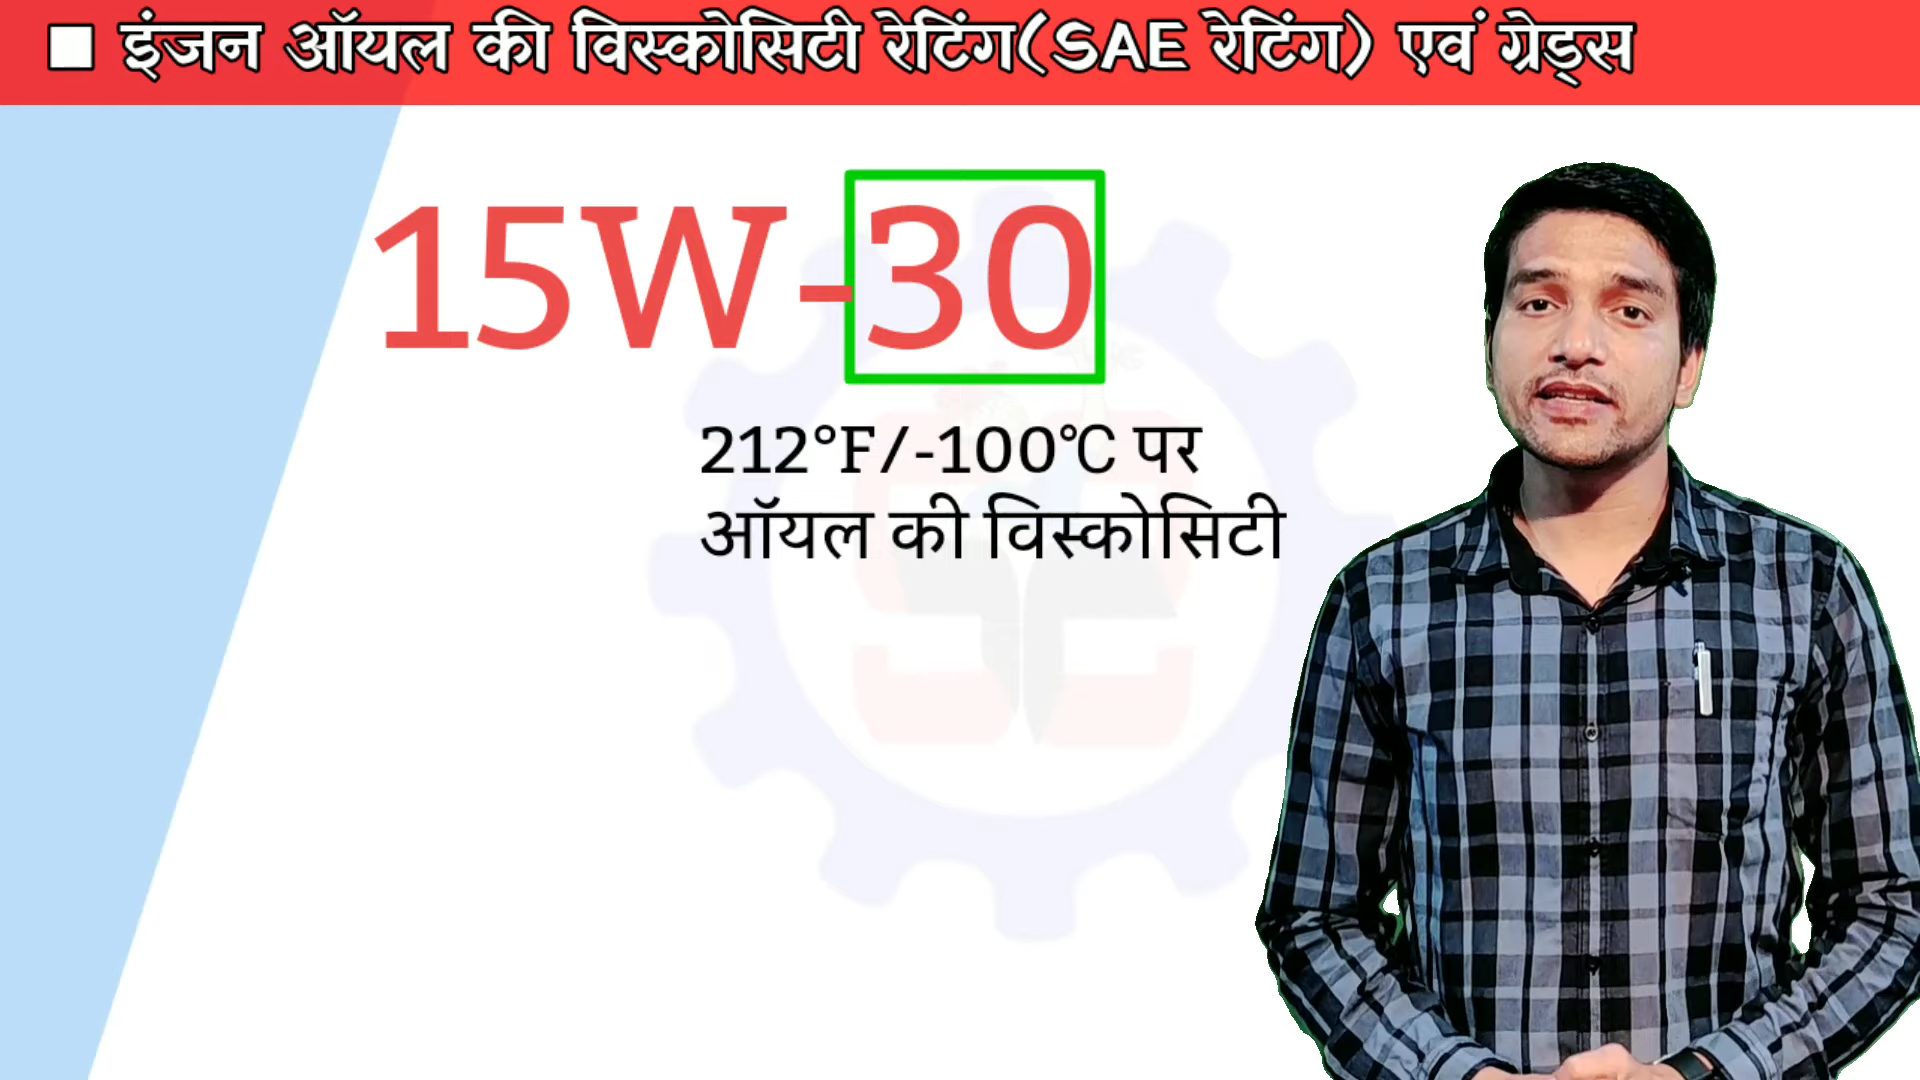 ■ इंजन ऑयल की विस्कोसिटी रेटिंग(SAE रेटिंग) एवं ग्रेड्स
15W-30
212°F/-100℃ पर
ऑयल की विस्कोसिटी